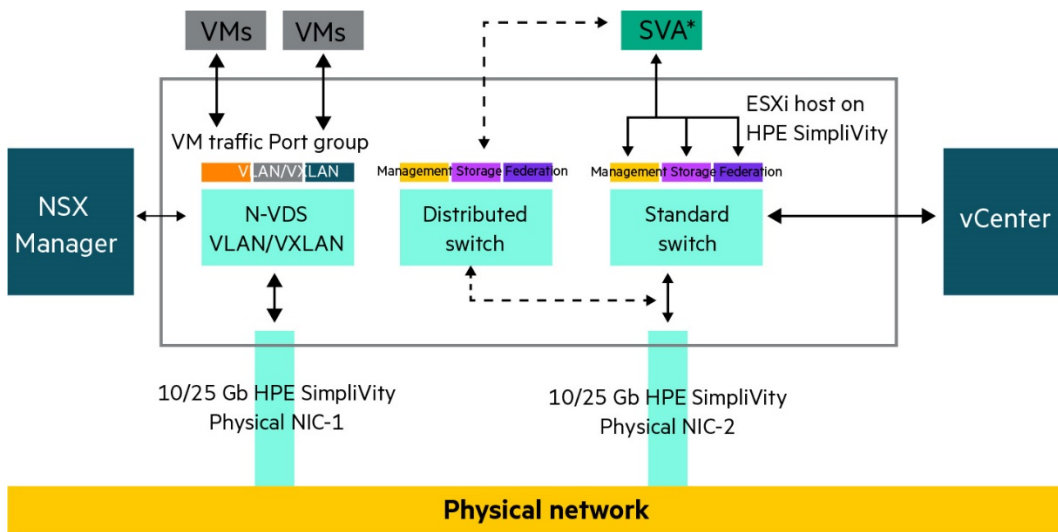 VMs
VMs
SVA*
ESXi host on
HPE SimpliVity
VM traffic Port group
VLAN/VXLAN
Management Storage Federation
Management Storage Federation
NSX
Manager
N-VDS
VLAN/VXLAN
Distributed
switch
Standard
switch
vCenter
10/25 Gb HPE SimpliVity
Physical NIC-1
10/25 Gb HPE SimpliVity
Physical NIC-2
Physical network